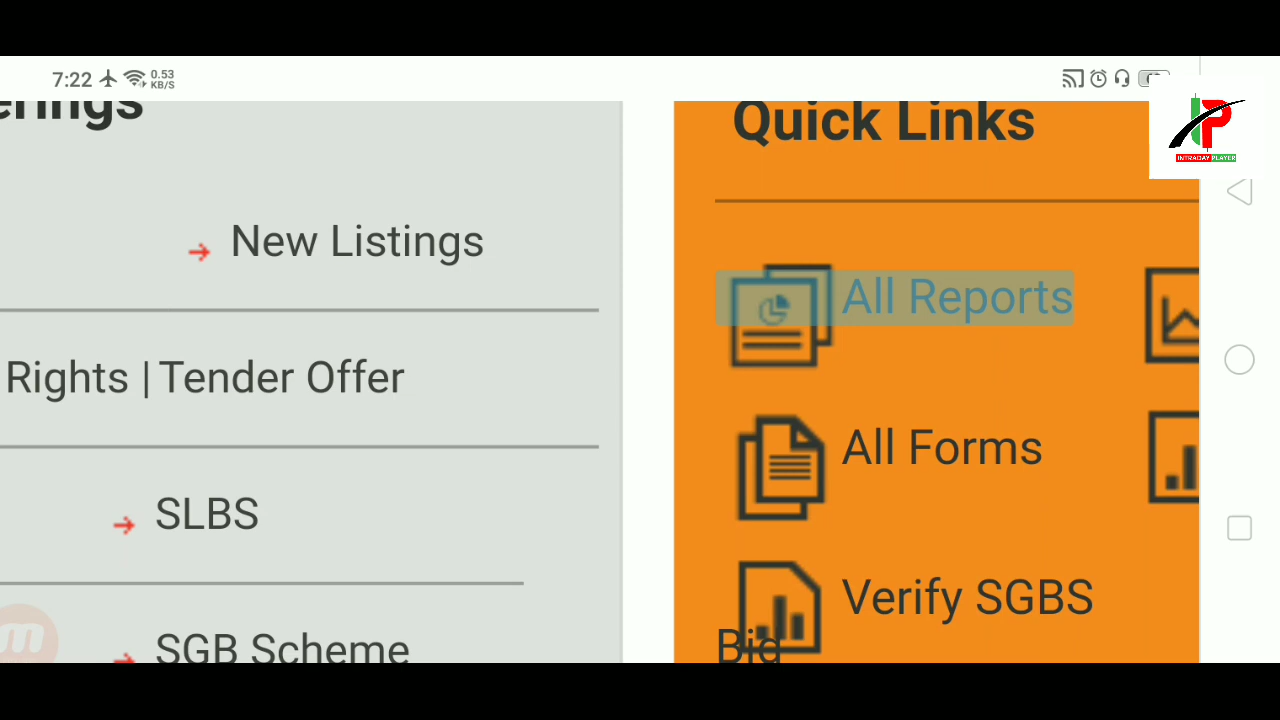 7:22
0.53
KB/S
erings
New Listings
Rights | Tender Offer
SLBS
SGB Scheme
Quick Links
All Reports
All Forms
Verify SGBS
Bid
IP
INTRADAY PLAYER
m